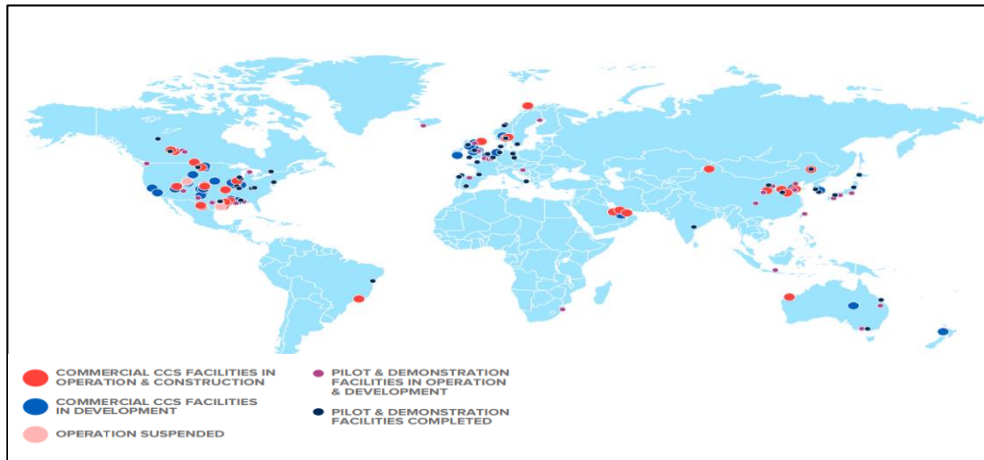 COMMERCIAL CCS FACILITIES IN
OPERATION & CONSTRUCTION
COMMERCIAL CCS FACILITIES
IN DEVELOPMENT
OPERATION SUSPENDED
PILOT & DEMONSTRATION
FACILITIES IN OPERATION
& DEVELOPMENT
PILOT & DEMONSTRATION
FACILITIES COMPLETED